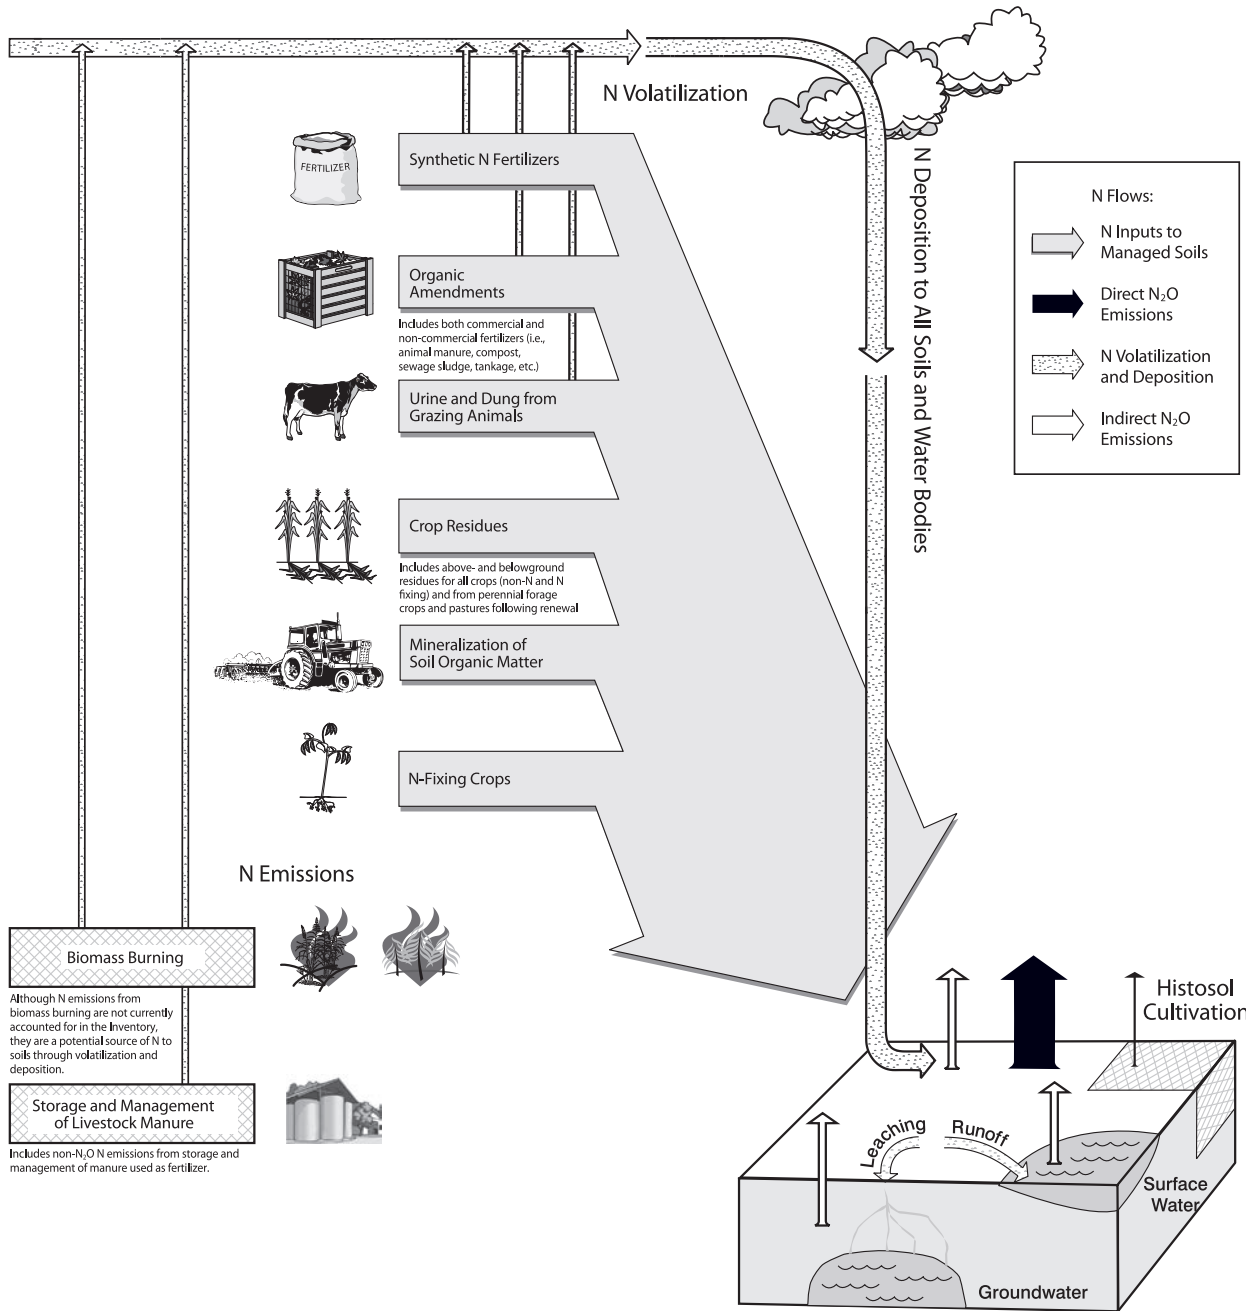 N Volatilization
FERTILIZER
Synthetic N Fertilizers
Organic
Amendments
Includes both commercial and
non-commercial fertilizers (i.e.,
animal manure, compost,
sewage sludge, tankage, etc.)
Urine and Dung from
Grazing Animals
Crop Residues
Includes above- and belowground
residues for all crops (non-N and N
fixing) and from perennial forage
crops and pastures following renewal
Mineralization of
Soil Organic Matter
N-Fixing Crops
N Emissions
Biomass Burning
Although N emissions from
biomass burning are not currently
accounted for in the Inventory,
they are a potential source of N to
soils through volatilization and
deposition.
Storage and Management
of Livestock Manure
Includes non-N₂O N emissions from storage and
management of manure used as fertilizer.
N Deposition to All Soils and Water Bodies
N Flows:
N Inputs to
Managed Soils
Direct N₂O
Emissions
N Volatilization
and Deposition
Indirect N₂O
Emissions
Histosol
Cultivation
Leaching
Runoff
Surface
Water
Groundwater